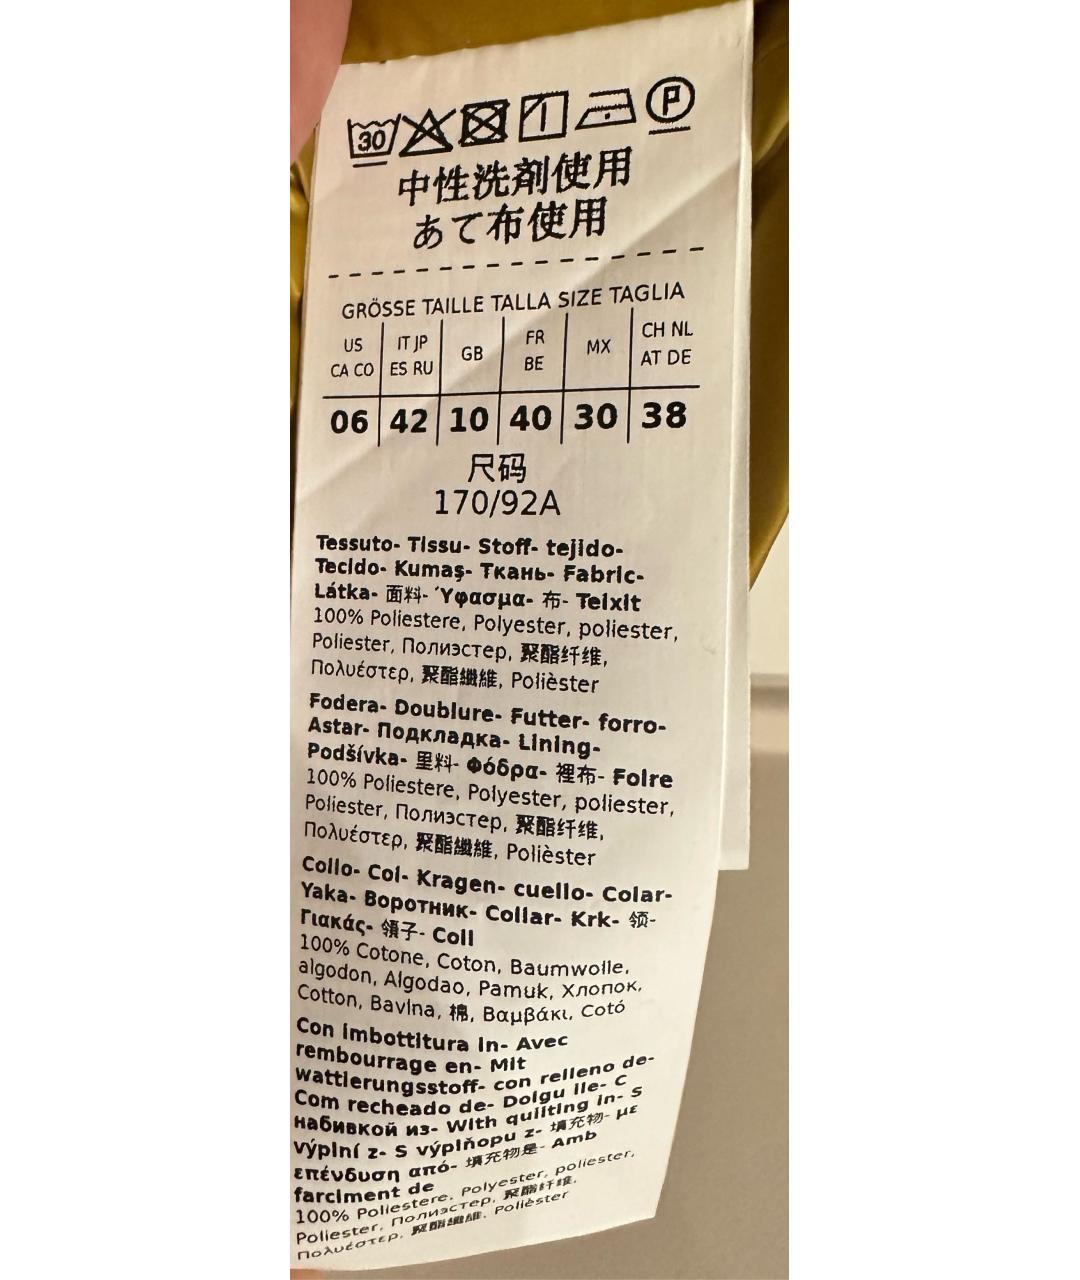 30 P
中性洗剤使用
あて布使用
GRÖSSE TAILLE TALLA SIZE TAGLIA
US CA CO IT JP ES RU GB FR BE MX CH NL AT DE
06 42 10 40 30 38
尺码
170/92A
Tessuto- Tissu- Stoff- tejido-
Tecido- Kumaş- Ткань- Fabric-
Látka- 面料- Ύφασμα- 布- Teixit
100% Poliestere, Polyester, poliester,
Poliester, Полиэстер, 聚酯纤维,
Πολυέστερ, 聚酯纖維, Polièster
Fodera- Doublure- Futter- forro-
Astar- Подкладка- Lining-
Podšívka- 里料- Φόδρα- 裡布- Folre
100% Poliestere, Polyester, poliester,
Poliester, Полиэстер, 聚酯纤维,
Πολυέστερ, 聚酯纖維, Polièster
Collo- Col- Kragen- cuello- Colar-
Yaka- Воротник- Collar- Krk- 领-
Γιακάς- 領子- Coll
100% Cotone, Coton, Baumwolle,
algodon, Algodao, Pamuk, Хлопок,
Cotton, Bavlna, 棉, Βαμβάκι, Cotó
Con imbottitura in- Avec
rembourrage en- Mit
wattierungsstoff- con relleno de-
Com recheado de- Dolgu ile- С
набивкой из- With quilting in- S
výplní z- S výplňopu z- 填充物- με
επένδυση από- 填充物是- Amb
farciment de
100% Poliestere, Polyester, poliester,
Poliester, Полиэстер, 聚酯纤维,
Πολυέστερ, 聚酯纖維, Polièster